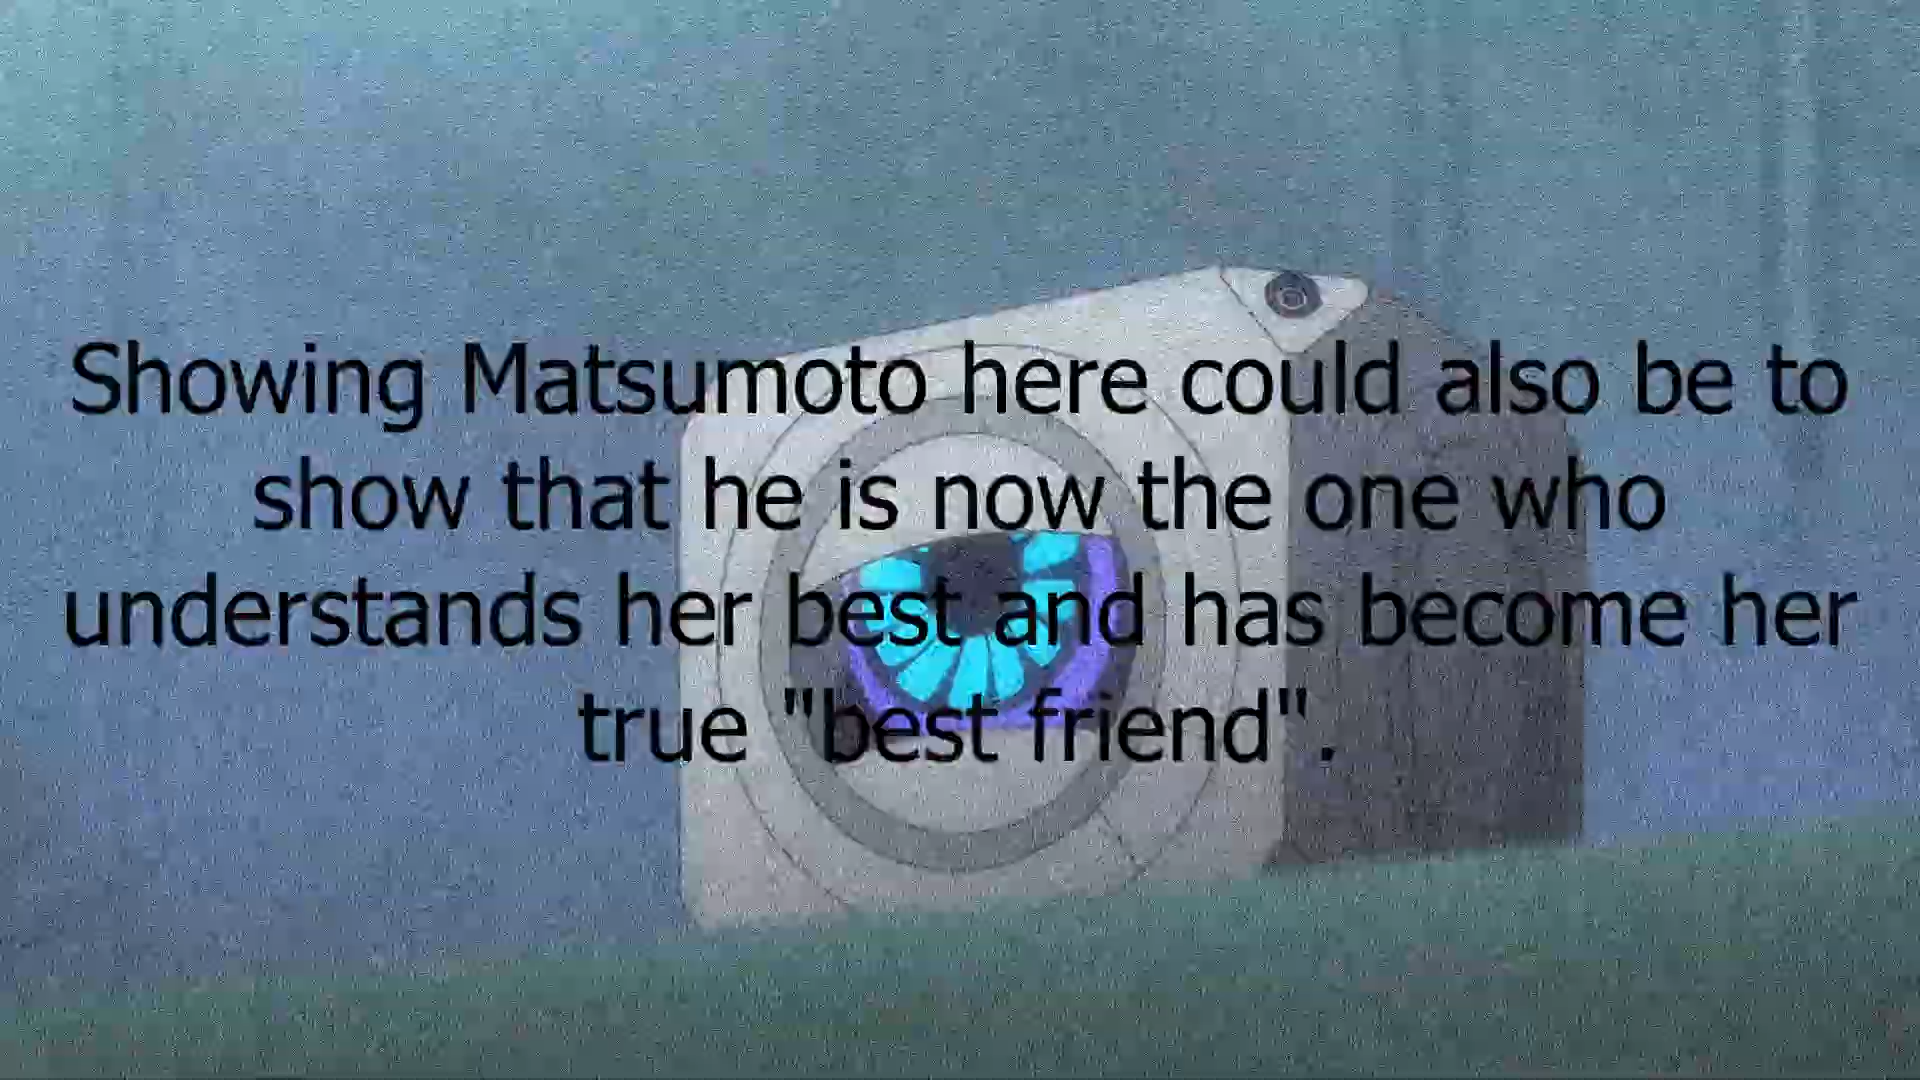 Showing Matsumoto here could also be to
show that he is now the one who
understands her best and has become her
true "best friend".